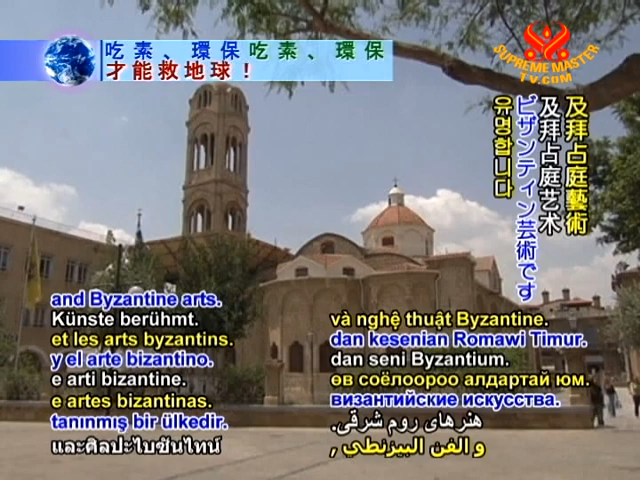 吃素、環保吃素、環保
才能救地球！
SUPREME MASTER
TV.COM
及拜占庭藝術
及拜占庭艺术
ビザンティン芸術です
유명합니다
and Byzantine arts.
Künste berühmt.
et les arts byzantins.
y el arte bizantino.
e arti bizantine.
e artes bizantinas.
tanınmış bir ülkedir.
และศิลปะไบซันไทน์
và nghệ thuật Byzantine.
dan kesenian Romawi Timur.
dan seni Byzantium.
өв соёлоороо алдартай юм.
византийские искусства.
هنرهای روم شرقی.
و الفن البيزنطي ,